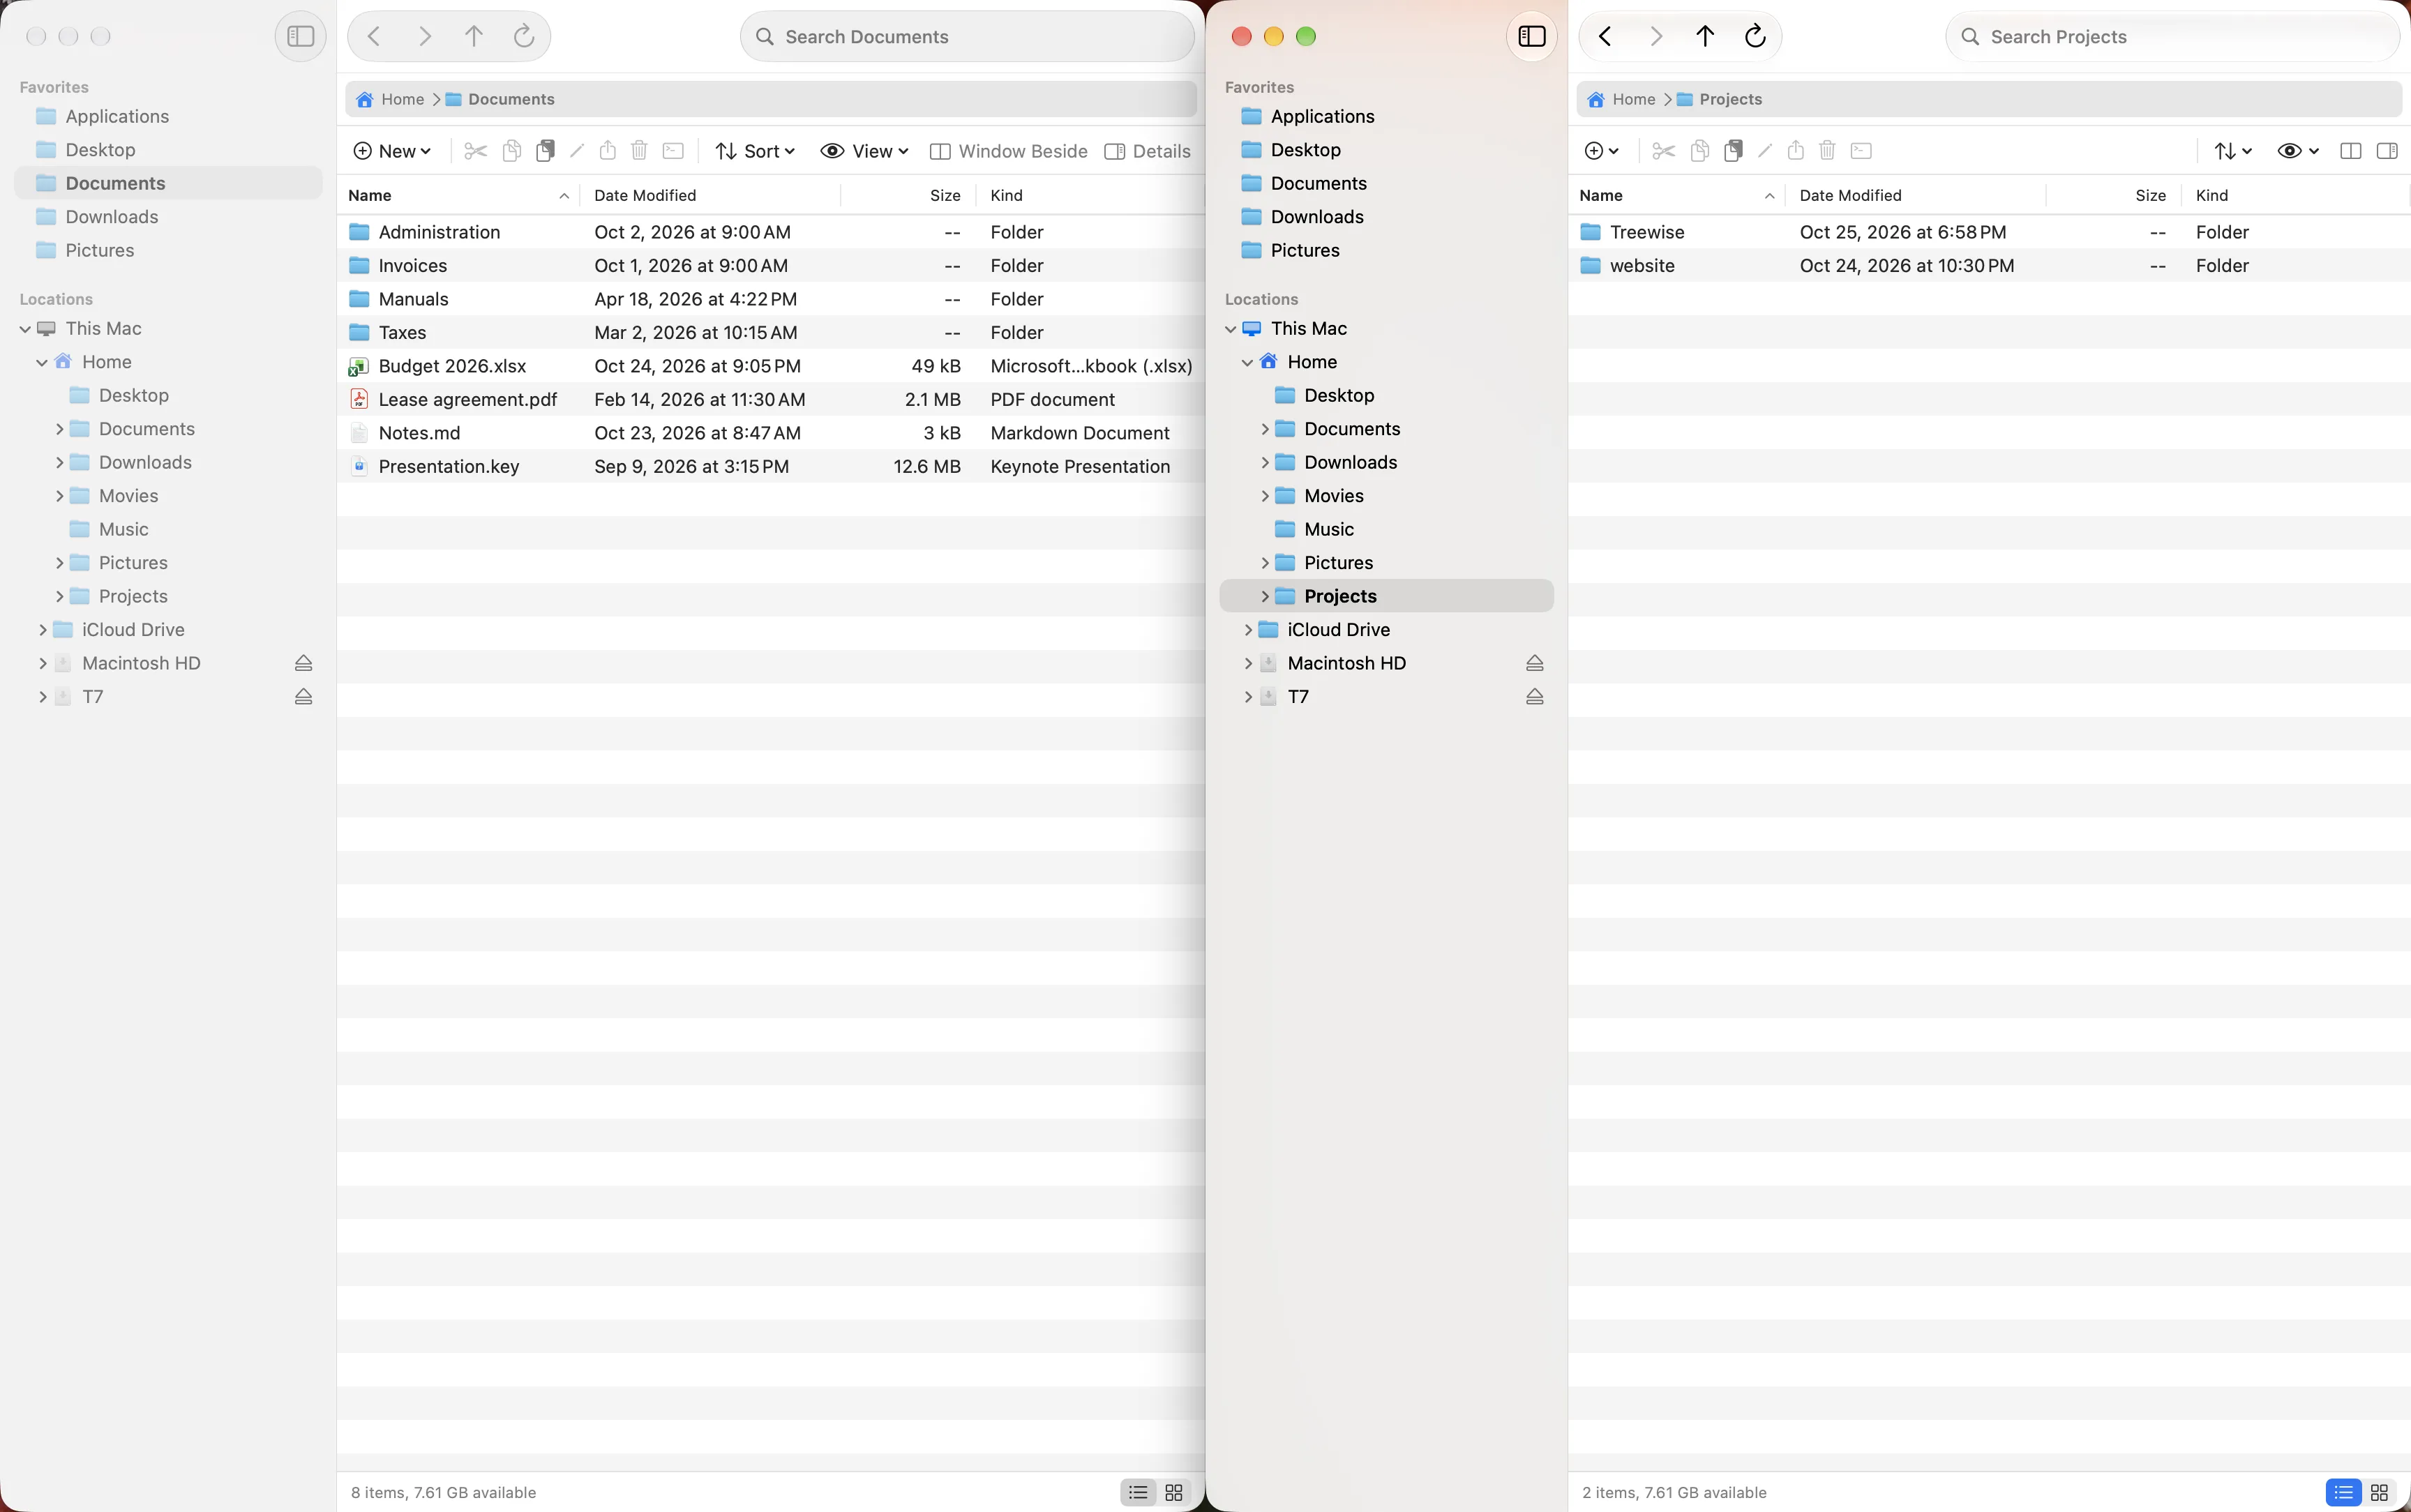 Search Documents
Favorites
Applications
Desktop
Documents
Downloads
Pictures
Locations
This Mac
Home
Desktop
Documents
Downloads
Movies
Music
Pictures
Projects
iCloud Drive
Macintosh HD
T7
Home Documents
New Sort View Window Beside Details
Name Date Modified Size Kind
Administration Oct 2, 2026 at 9:00 AM -- Folder
Invoices Oct 1, 2026 at 9:00 AM -- Folder
Manuals Apr 18, 2026 at 4:22 PM -- Folder
Taxes Mar 2, 2026 at 10:15 AM -- Folder
Budget 2026.xlsx Oct 24, 2026 at 9:05 PM 49 kB Microsoft...kbook (.xlsx)
Lease agreement.pdf Feb 14, 2026 at 11:30 AM 2.1 MB PDF document
Notes.md Oct 23, 2026 at 8:47 AM 3 kB Markdown Document
Presentation.key Sep 9, 2026 at 3:15 PM 12.6 MB Keynote Presentation
8 items, 7.61 GB available
Search Projects
Favorites
Applications
Desktop
Documents
Downloads
Pictures
Locations
This Mac
Home
Desktop
Documents
Downloads
Movies
Music
Pictures
Projects
iCloud Drive
Macintosh HD
T7
Home Projects
Name Date Modified Size Kind
Treewise Oct 25, 2026 at 6:58 PM -- Folder
website Oct 24, 2026 at 10:30 PM -- Folder
2 items, 7.61 GB available